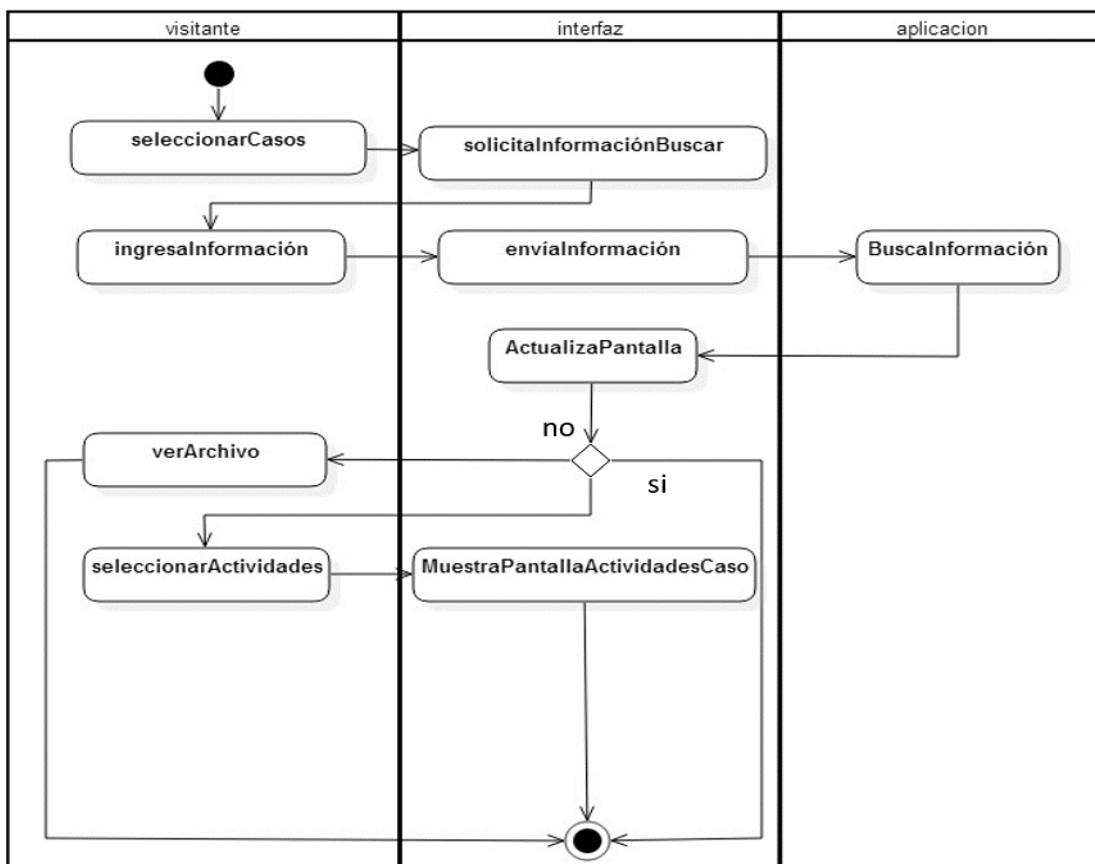 visitante
interfaz
aplicacion
seleccionarCasos
solicitaInformaciónBuscar
ingresaInformación
envíaInformación
BuscaInformación
ActualizaPantalla
no
verArchivo
si
seleccionarActividades
MuestraPantallaActividadesCaso